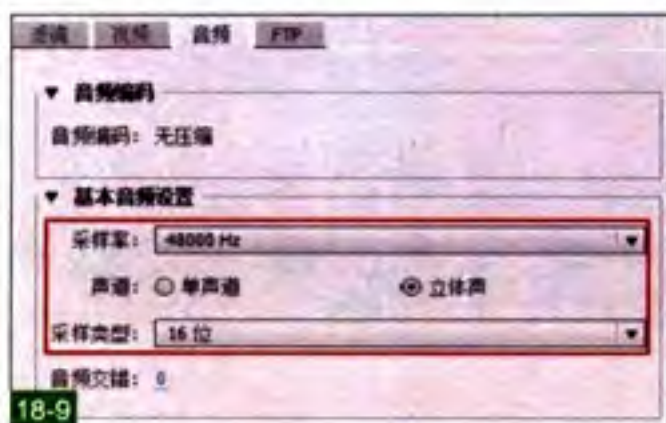 滤镜 视频 音频 FTP
▼ 音频编码
音频编码： 无压缩
▼ 基本音频设置
采样率： 48000 Hz
声道： 单声道 立体声
采样类型： 16 位
音频交错： 0
18-9